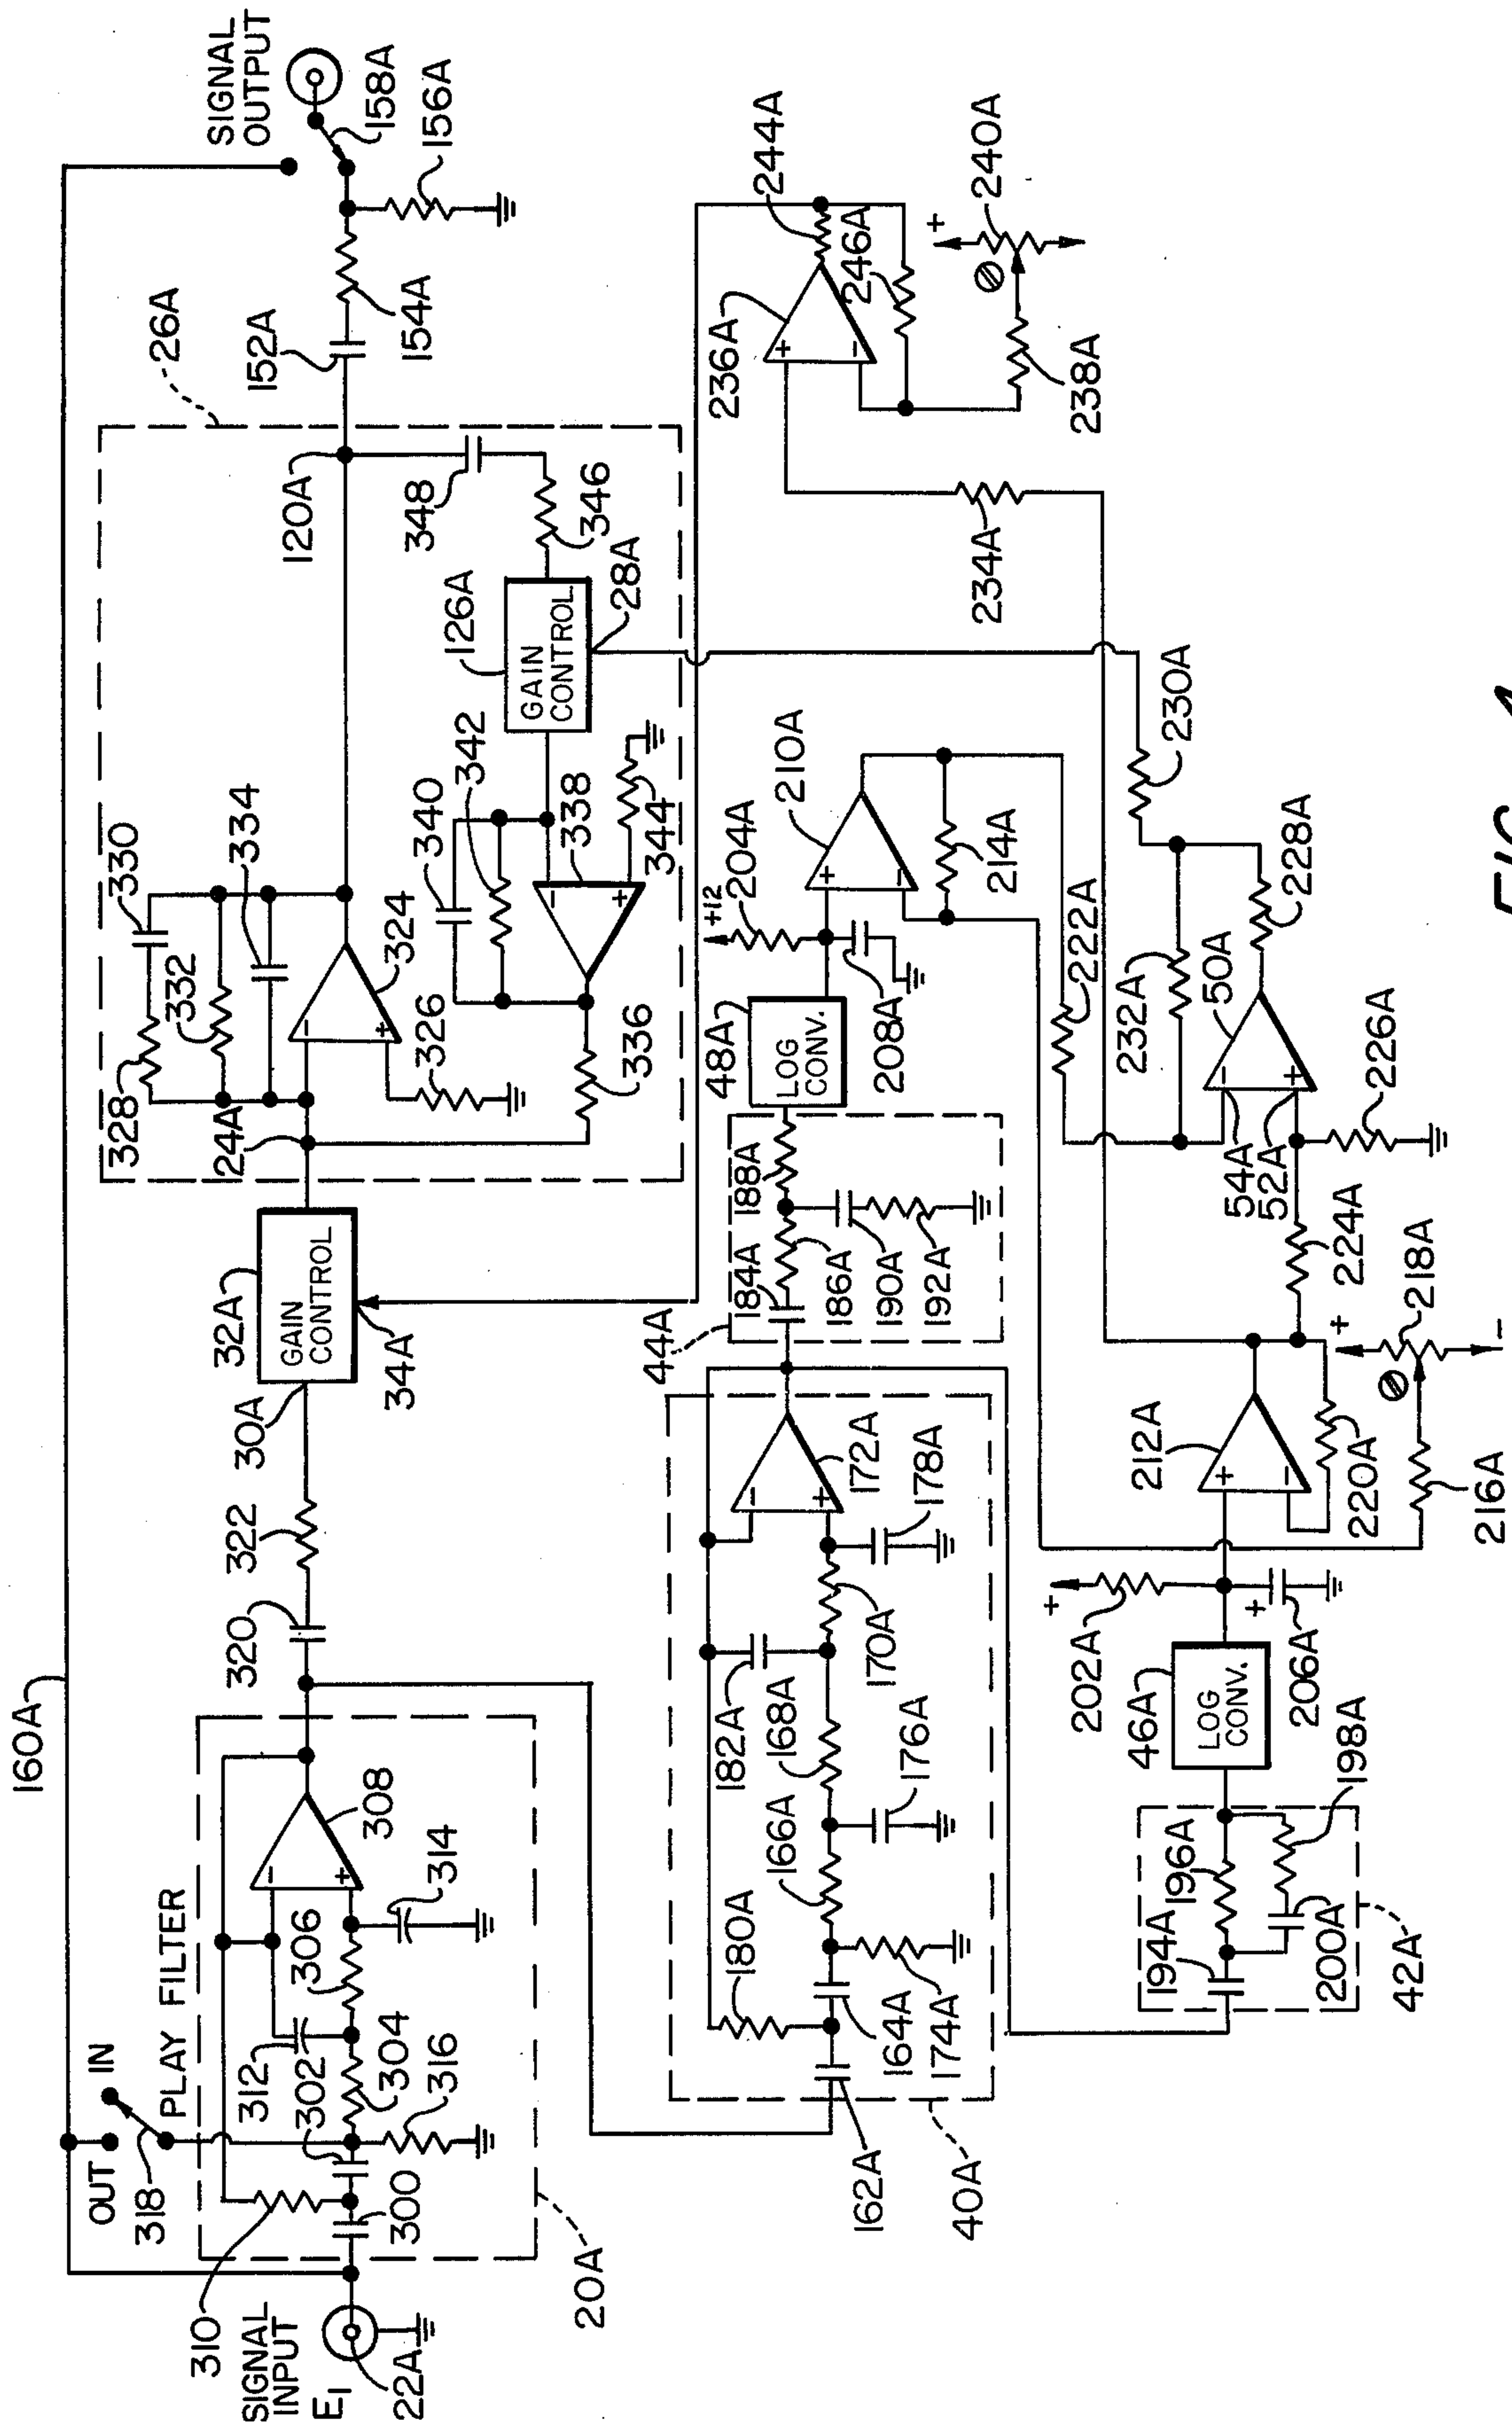 160A
SIGNAL
OUTPUT
158A
156A
154A
152A
26A
120A
348
346
126A
GAIN
CONTROL
28A
330
334
328
332
324
326
124A
340
342
338
344
336
32A
GAIN
CONTROL
34A
30A
322
320
OUT
IN
318
PLAY FILTER
308
314
306
312
302
304
316
300
310
20A
SIGNAL
INPUT
E1
22A
-
+
-
+
-
+
236A
244A
246A
+
-
+
240A
238A
234A
210A
+
-
+12
204A
214A
208A
48A
LOG
CONV.
222A
230A
228A
232A
50A
-
+
54A
52A
226A
224A
218A
+
-
44A
184A
188A
186A
190A
192A
172A
-
+
178A
170A
182A
168A
176A
166A
180A
164A
174A
162A
40A
212A
+
-
220A
216A
+
202A
+
206A
46A
LOG
CONV.
198A
196A
194A
200A
42A